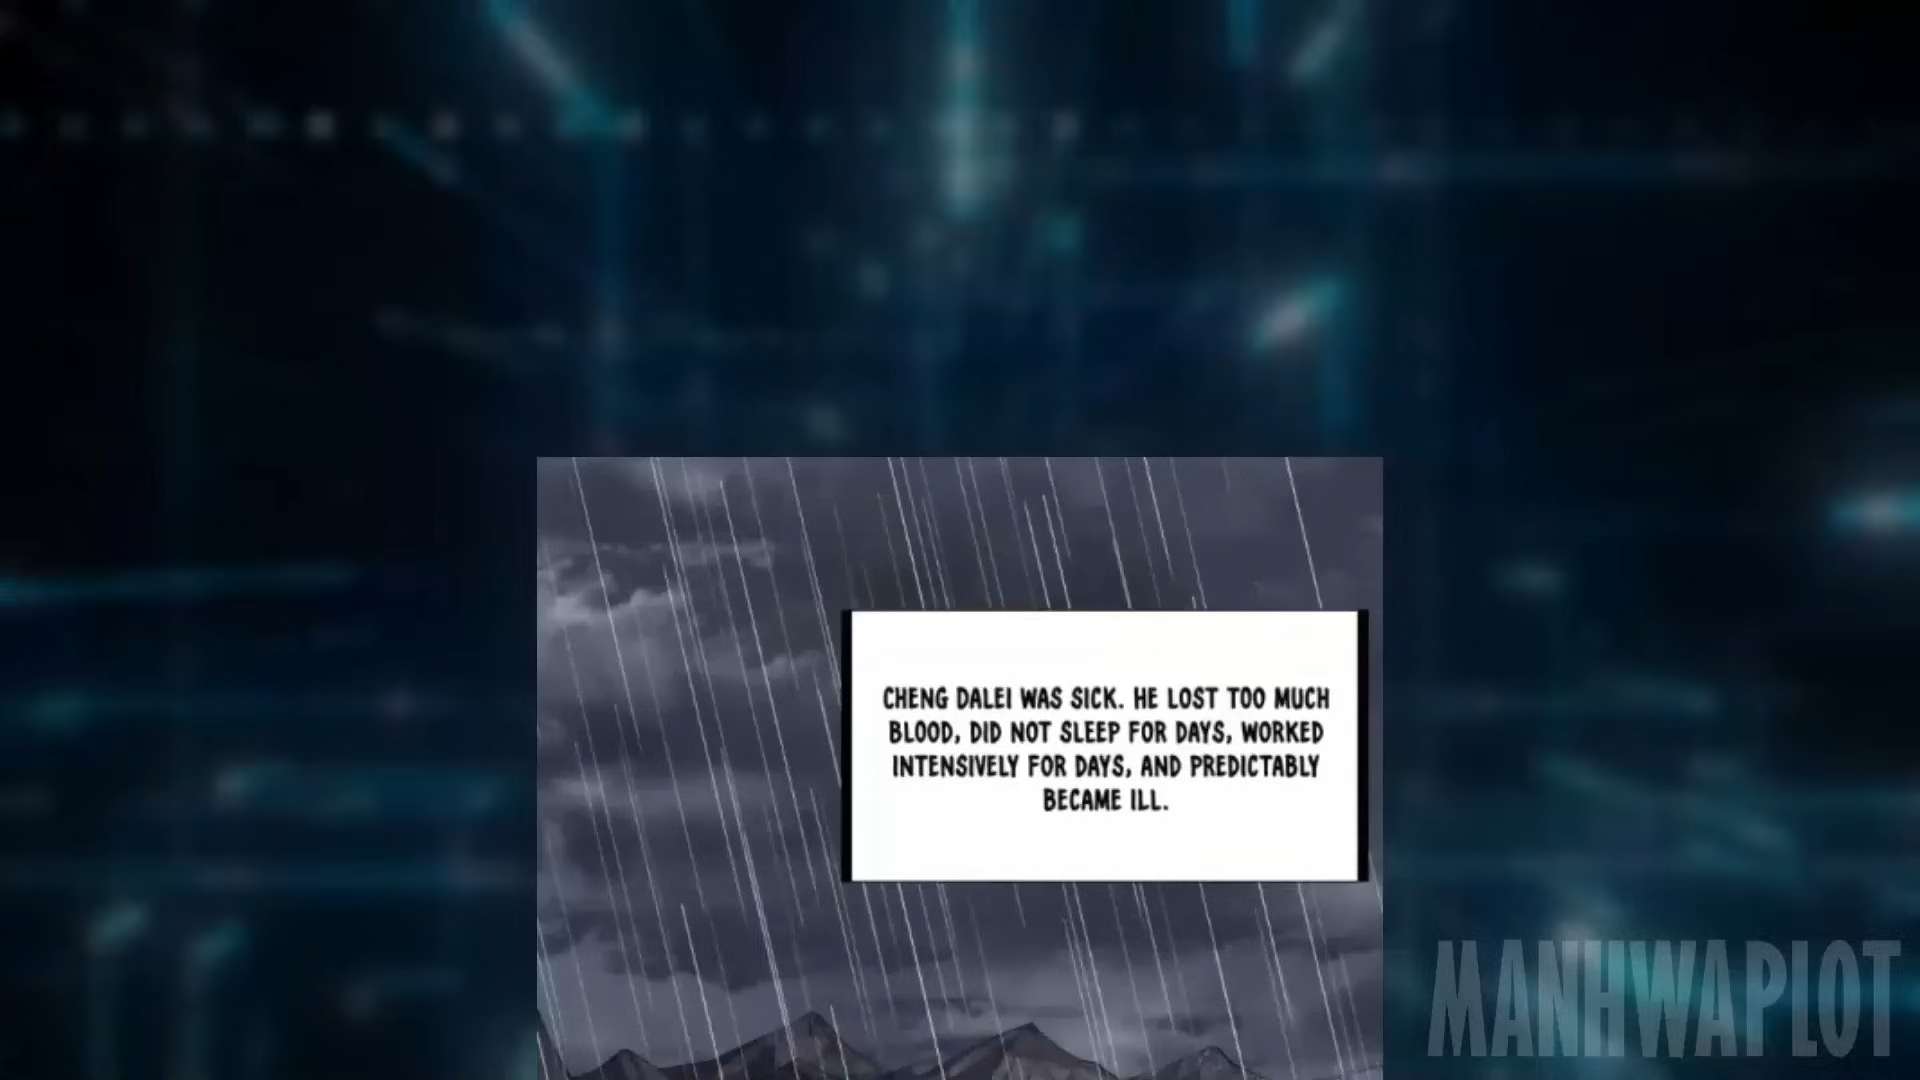 CHENG DALEI WAS SICK. HE LOST TOO MUCH
BLOOD, DID NOT SLEEP FOR DAYS, WORKED
INTENSIVELY FOR DAYS, AND PREDICTABLY
BECAME ILL.
MANHWAPLOT